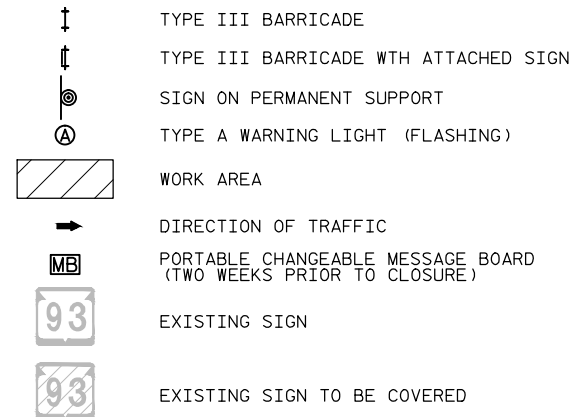 TYPE III BARRICADE
TYPE III BARRICADE WTH ATTACHED SIGN
SIGN ON PERMANENT SUPPORT
A TYPE A WARNING LIGHT (FLASHING)
WORK AREA
DIRECTION OF TRAFFIC
MB PORTABLE CHANGEABLE MESSAGE BOARD
(TWO WEEKS PRIOR TO CLOSURE)
93 EXISTING SIGN
93 EXISTING SIGN TO BE COVERED